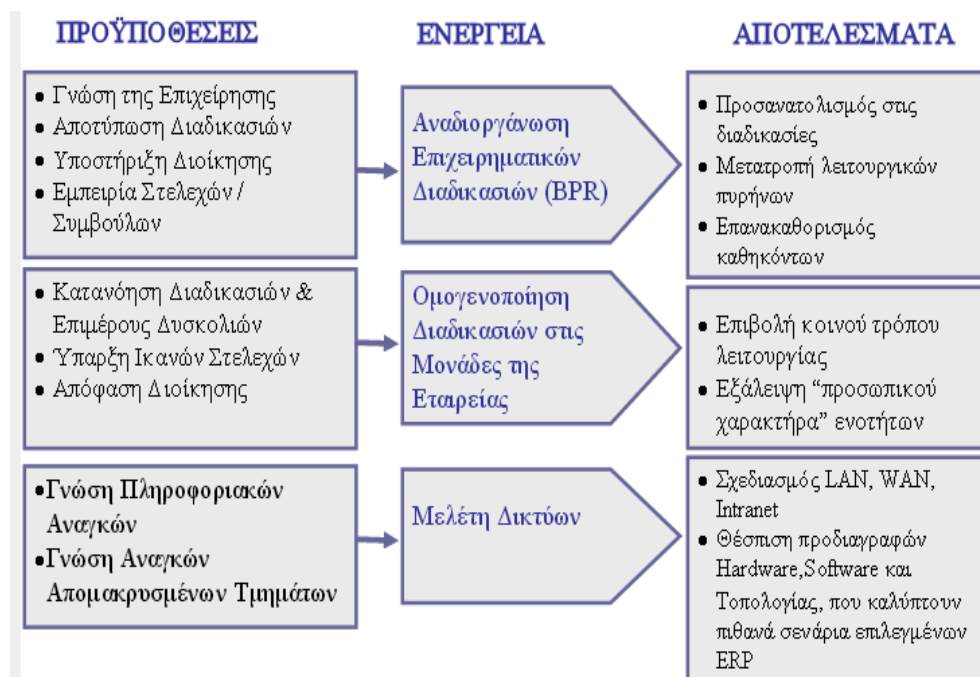 ΠΡΟΫΠΟΘΕΣΕΙΣ
ΕΝΕΡΓΕΙΑ
ΑΠΟΤΕΛΕΣΜΑΤΑ
• Γνώση της Επιχείρησης
• Αποτύπωση Διαδικασιών
• Υποστήριξη Διοίκησης
• Εμπειρία Στελεχών /
Συμβούλων
Αναδιοργάνωση
Επιχειρηματικών
Διαδικασιών (BPR)
• Προσανατολισμός στις
διαδικασίες
• Μετατροπή λειτουργικών
πυρήνων
• Επανακαθορισμός
καθηκόντων
• Κατανόηση Διαδικασιών &
Επιμέρους Δυσκολιών
• Ύπαρξη Ικανών Στελεχών
• Απόφαση Διοίκησης
Ομογενοποίηση
Διαδικασιών στις
Μονάδες της
Εταιρείας
• Επιβολή κοινού τρόπου
λειτουργίας
• Εξάλειψη “προσωπικού
χαρακτήρα” ενοτήτων
•Γνώση Πληροφοριακών
Αναγκών
•Γνώση Αναγκών
Απομακρυσμένων Τμημάτων
Μελέτη Δικτύων
• Σχεδιασμός LAN, WAN,
Intranet
• Θέσπιση προδιαγραφών
Hardware,Software και
Τοπολογίας, που καλύπτουν
πιθανά σενάρια επιλεγμένων
ERP